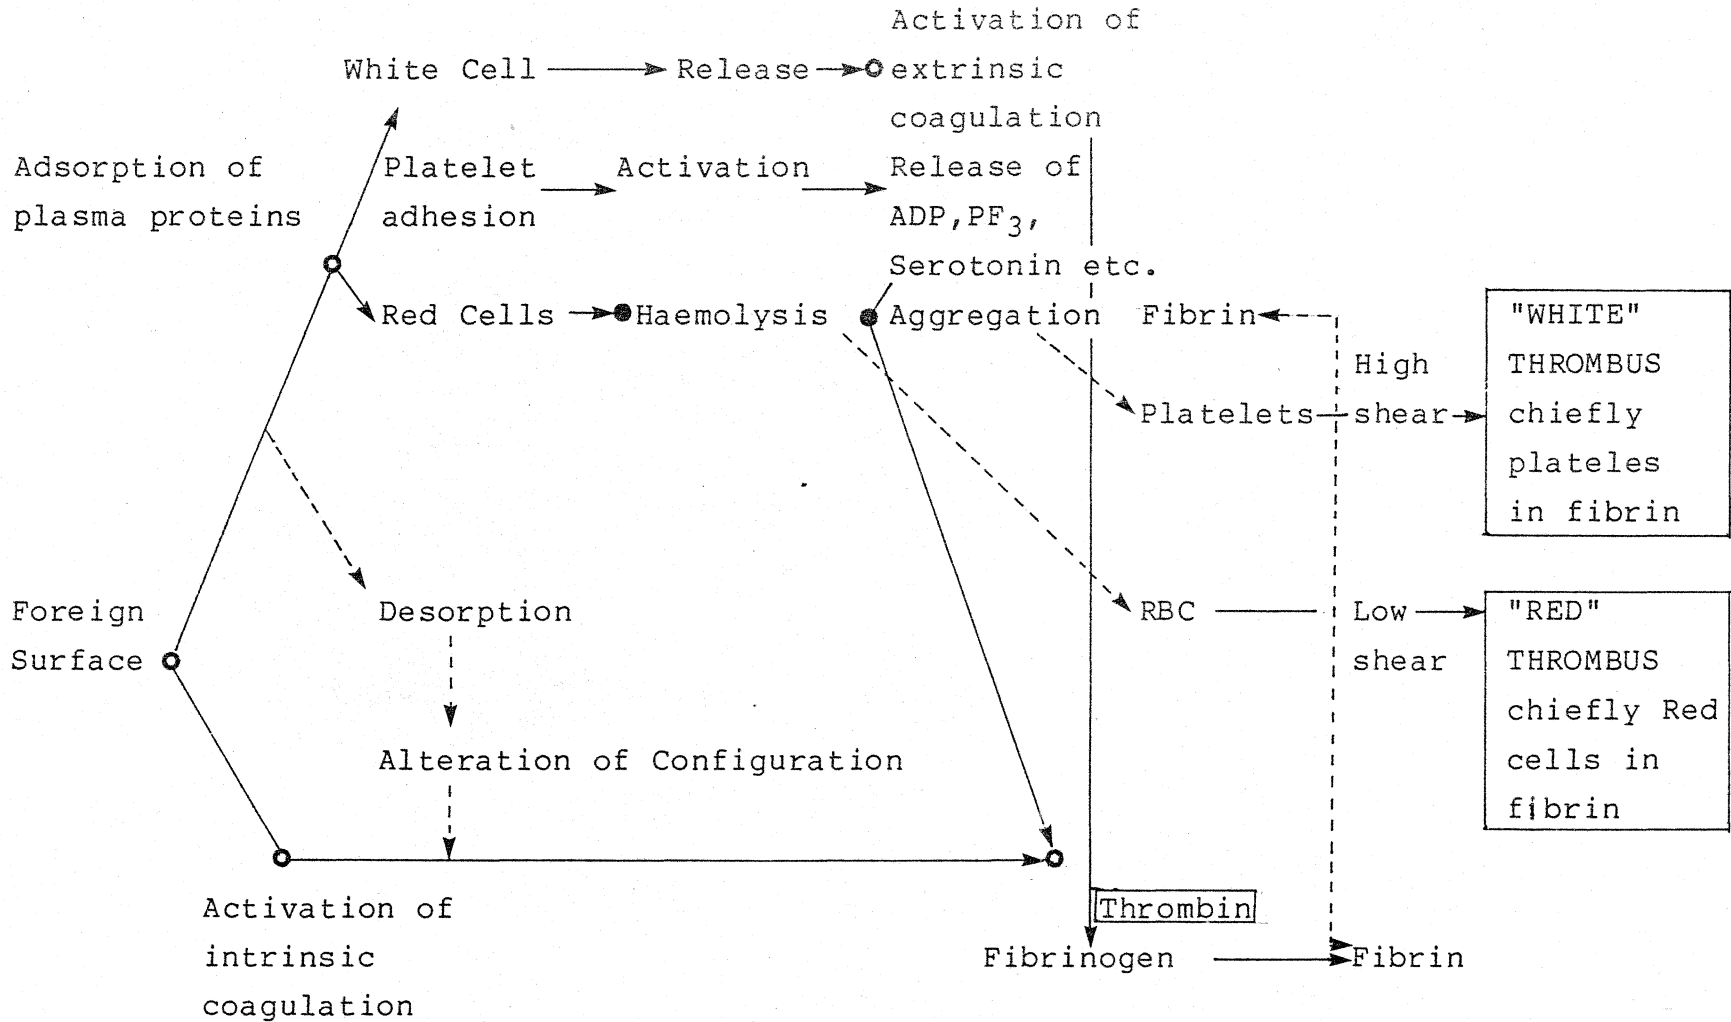 Activation of
extrinsic
coagulation
White Cell
Release
Adsorption of
plasma proteins
Platelet
adhesion
Activation
Release of
ADP,PF3,
Serotonin etc.
Red Cells
Haemolysis
Aggregation
Fibrin
High
shear
Platelets
"WHITE"
THROMBUS
chiefly
plateles
in fibrin
Foreign
Surface
Desorption
RBC
Low
shear
"RED"
THROMBUS
chiefly Red
cells in
fibrin
Alteration of Configuration
Activation of
intrinsic
coagulation
Thrombin
Fibrinogen
Fibrin